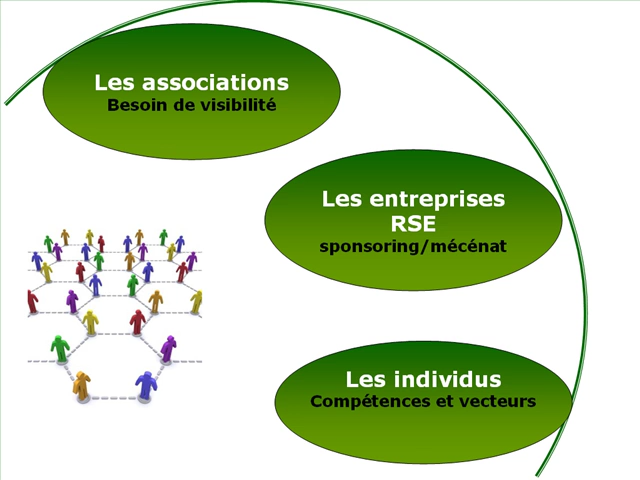 Les associations
Besoin de visibilité
Les entreprises
RSE
sponsoring/mécénat
Les individus
Compétences et vecteurs